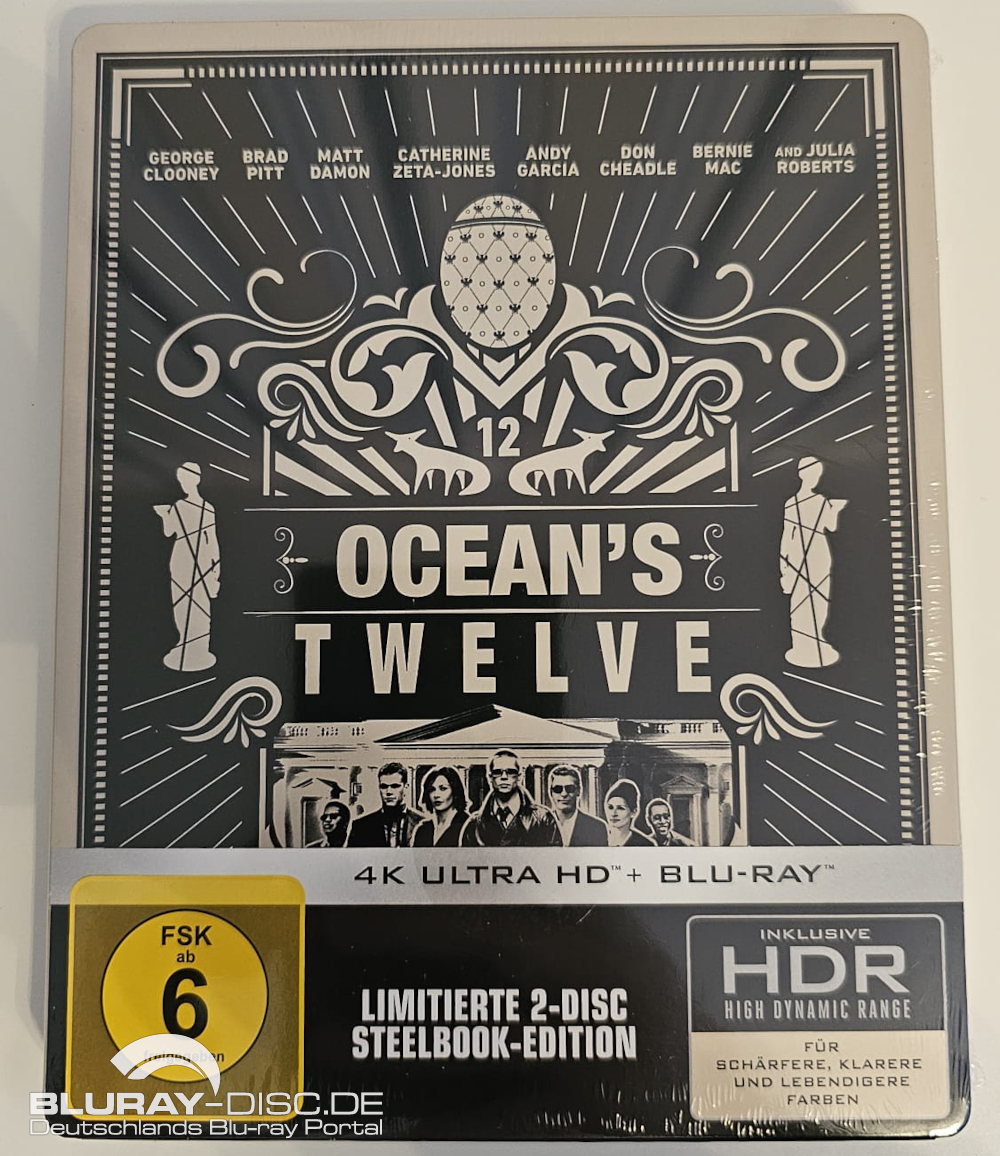 GEORGE CLOONEY
BRAD PITT
MATT DAMON
CATHERINE ZETA-JONES
ANDY GARCIA
DON CHEADLE
BERNIE MAC
AND JULIA ROBERTS
12
OCEAN'S
TWELVE
4K ULTRA HD™ + BLU-RAY™
FSK
ab
6
freigegeben
LIMITIERTE 2-DISC
STEELBOOK-EDITION
INKLUSIVE
HDR
HIGH DYNAMIC RANGE
FÜR
SCHÄRFERE, KLARERE
UND LEBENDIGERE
FARBEN
BLURAY-DISC.DE
Deutschlands Blu-ray Portal